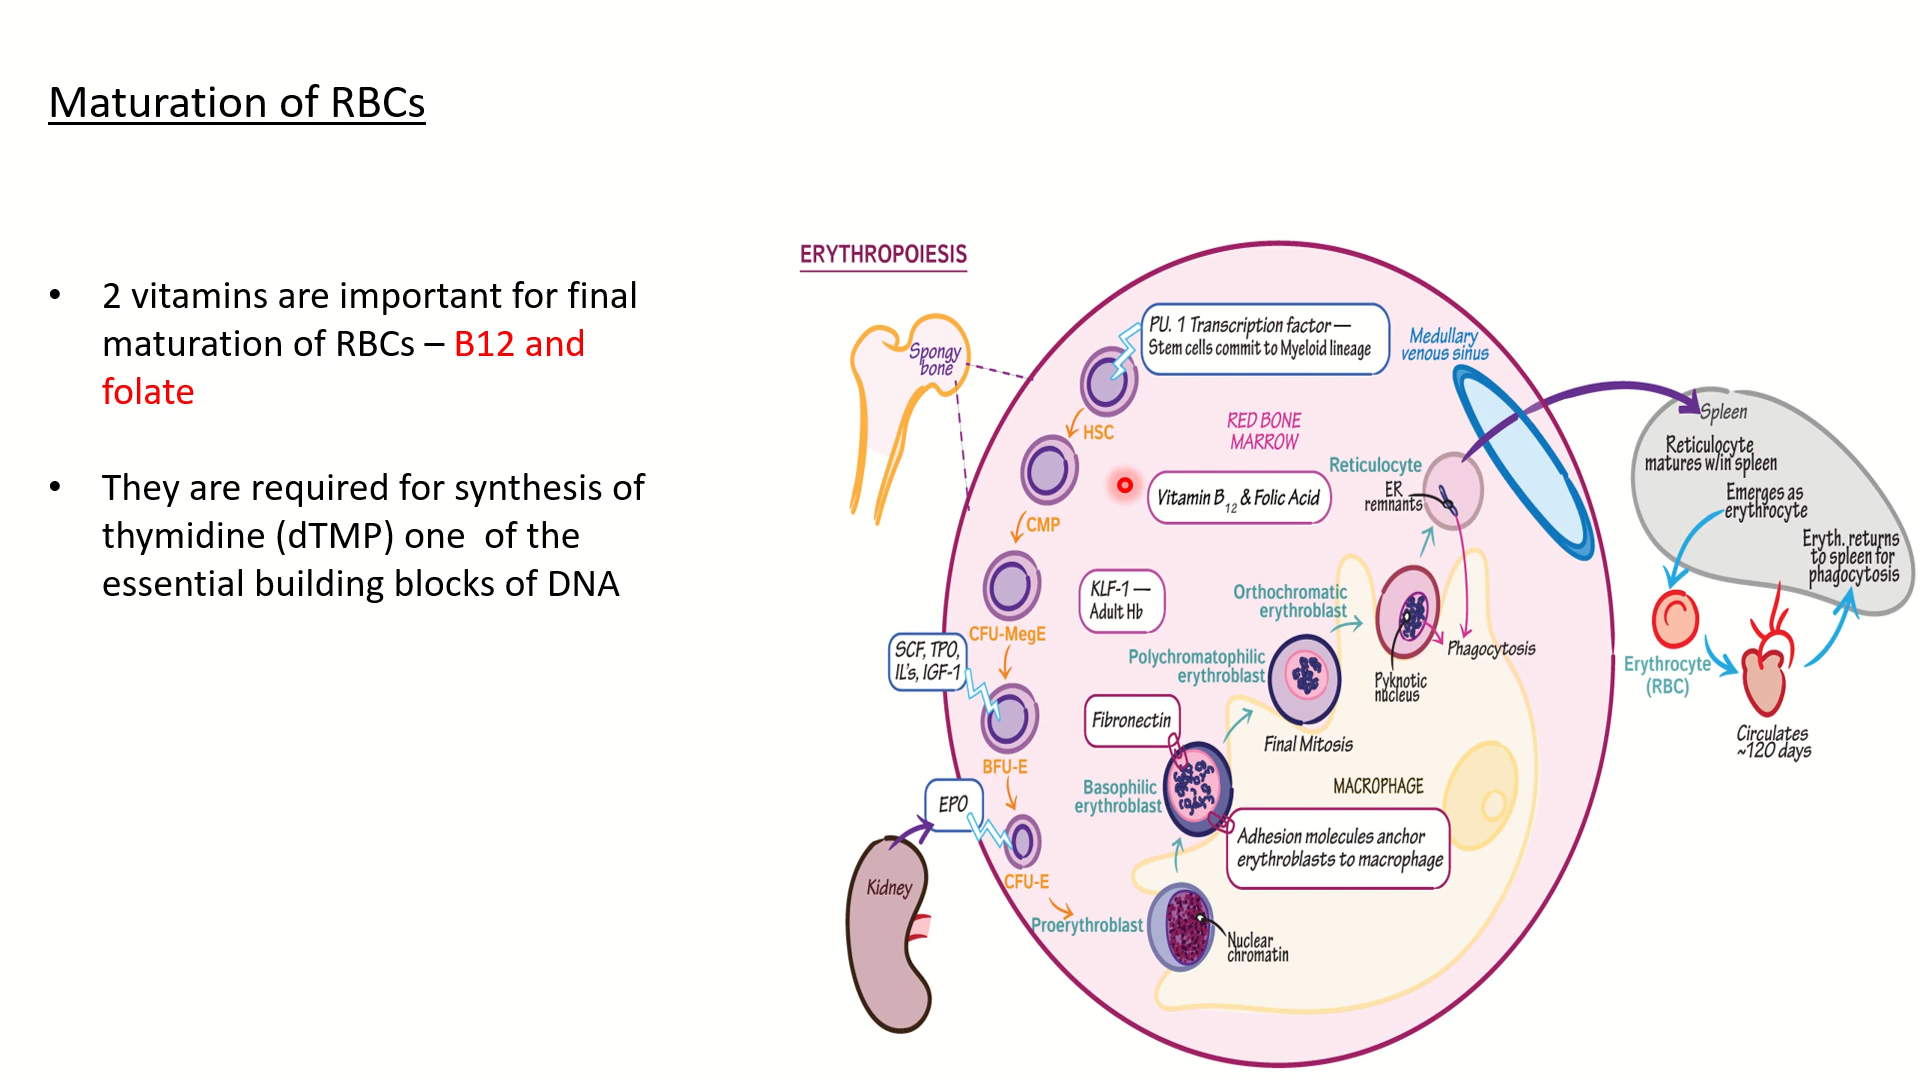 Maturation of RBCs
• 2 vitamins are important for final
maturation of RBCs – B12 and
folate
• They are required for synthesis of
thymidine (dTMP) one  of the
essential building blocks of DNA
ERYTHROPOIESIS
Spongy
bone
PU. 1 Transcription factor —
Stem cells commit to Myeloid lineage
HSC
RED BONE
MARROW
Medullary
venous sinus
CMP
Vitamin B12 & Folic Acid
Reticulocyte
ER
remnants
CFU-MegE
KLF-1 —
Adult Hb
Orthochromatic
erythroblast
SCF, TPO,
IL's, IGF-1
Polychromatophilic
erythroblast
Pyknotic
nucleus
Phagocytosis
BFU-E
Fibronectin
Final Mitosis
Basophilic
erythroblast
MACROPHAGE
EPO
Adhesion molecules anchor
erythroblasts to macrophage
Kidney
CFU-E
Proerythroblast
Nuclear
chromatin
Spleen
Reticulocyte
matures w/in spleen
Emerges as
erythrocyte
Eryth. returns
to spleen for
phagocytosis
Erythrocyte
(RBC)
Circulates
~120 days